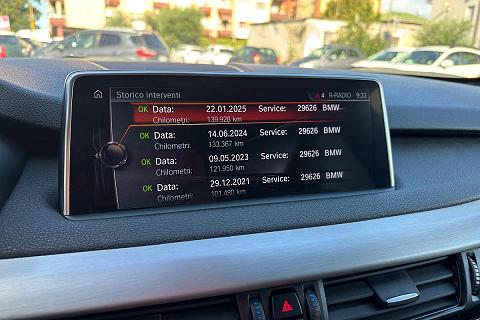 Storico interventi 4 R-RADIO 9:33
OK Data: 22.01.2025 Service: 29626 BMW
Chilometri: 139.928 km
OK Data: 14.06.2024 Service: 29626 BMW
Chilometri: 133.367 km
OK Data: 09.05.2023 Service: 29626 BMW
Chilometri: 121.950 km
OK Data: 29.12.2021 Service: 29626 BMW
Chilometri: 101.480 km